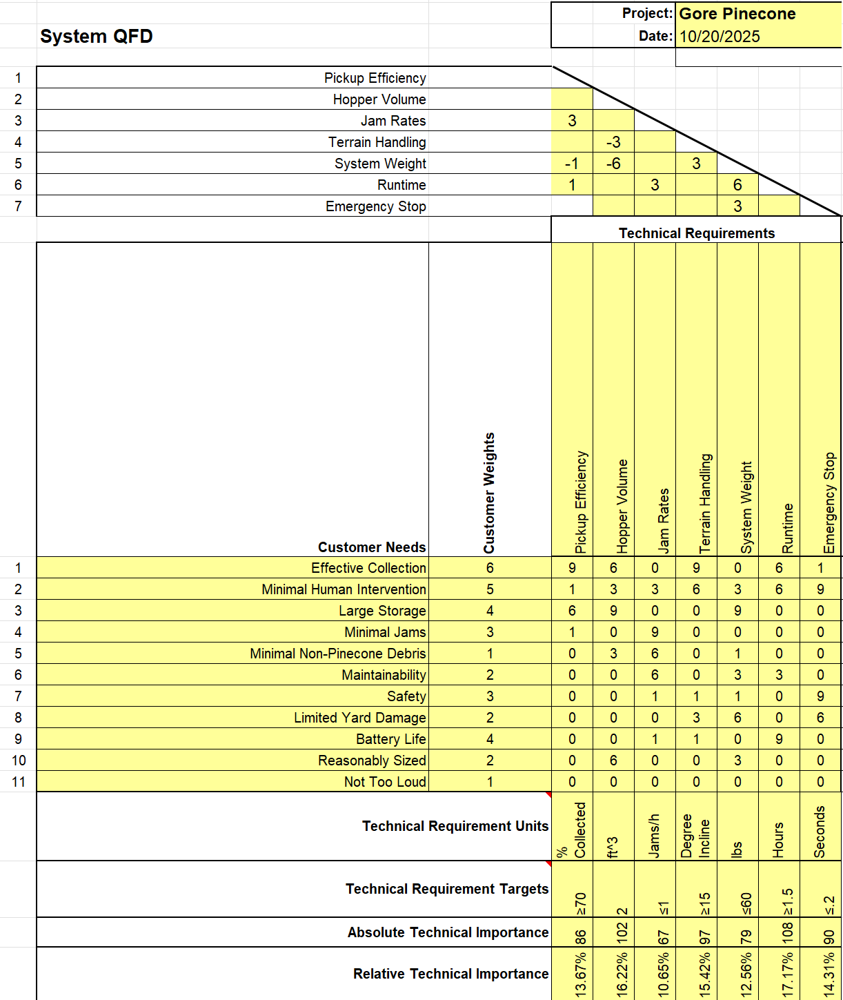 Project: Gore Pinecone
System QFD Date: 10/20/2025
1 Pickup Efficiency
2 Hopper Volume
3 Jam Rates 3
4 Terrain Handling -3
5 System Weight -1 -6 3
6 Runtime 1 3 6
7 Emergency Stop 3
Technical Requirements
Customer Needs Customer Weights Pickup Efficiency Hopper Volume Jam Rates Terrain Handling System Weight Runtime Emergency Stop
1 Effective Collection 6 9 6 0 9 0 6 1
2 Minimal Human Intervention 5 1 3 3 6 3 6 9
3 Large Storage 4 6 9 0 0 9 0 0
4 Minimal Jams 3 1 0 9 0 0 0 0
5 Minimal Non-Pinecone Debris 1 0 3 6 0 1 0 0
6 Maintainability 2 0 0 6 0 3 3 0
7 Safety 3 0 0 1 1 1 0 9
8 Limited Yard Damage 2 0 0 0 3 6 0 6
9 Battery Life 4 0 0 1 1 0 9 0
10 Reasonably Sized 2 0 6 0 0 3 0 0
11 Not Too Loud 1 0 0 0 0 0 0 0
Technical Requirement Units % Collected ft^3 Jams/h Degree Incline lbs Hours Seconds
Technical Requirement Targets ≥70 2 ≤1 ≥15 ≤60 ≥1.5 ≤.2
Absolute Technical Importance 86 102 67 97 79 108 90
Relative Technical Importance 13.67% 16.22% 10.65% 15.42% 12.56% 17.17% 14.31%